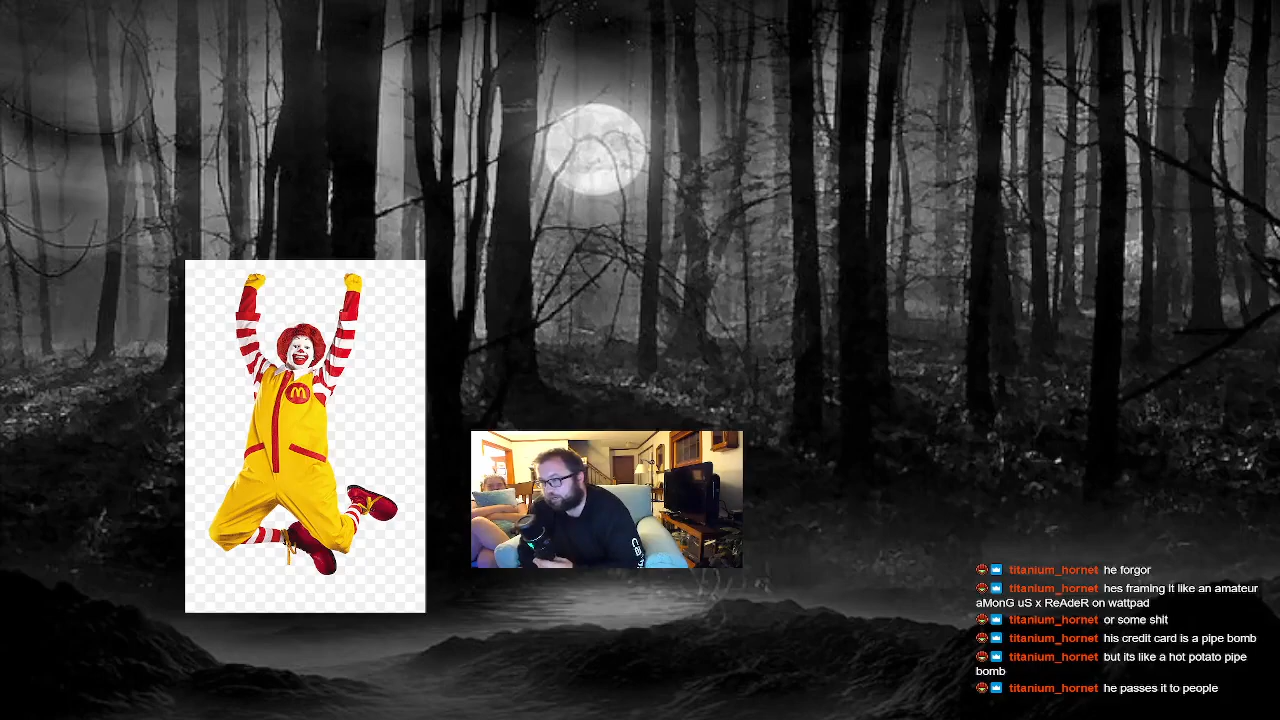 titanium_hornet he forgor
titanium_hornet hes framing it like an amateur
aMonG uS x ReAdeR on wattpad
titanium_hornet or some shit
titanium_hornet his credit card is a pipe bomb
titanium_hornet but its like a hot potato pipe
bomb
titanium_hornet he passes it to people